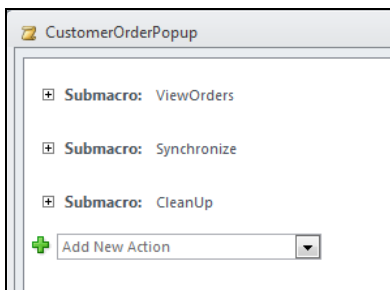 CustomerOrderPopup
Submacro: ViewOrders
Submacro: Synchronize
Submacro: CleanUp
Add New Action